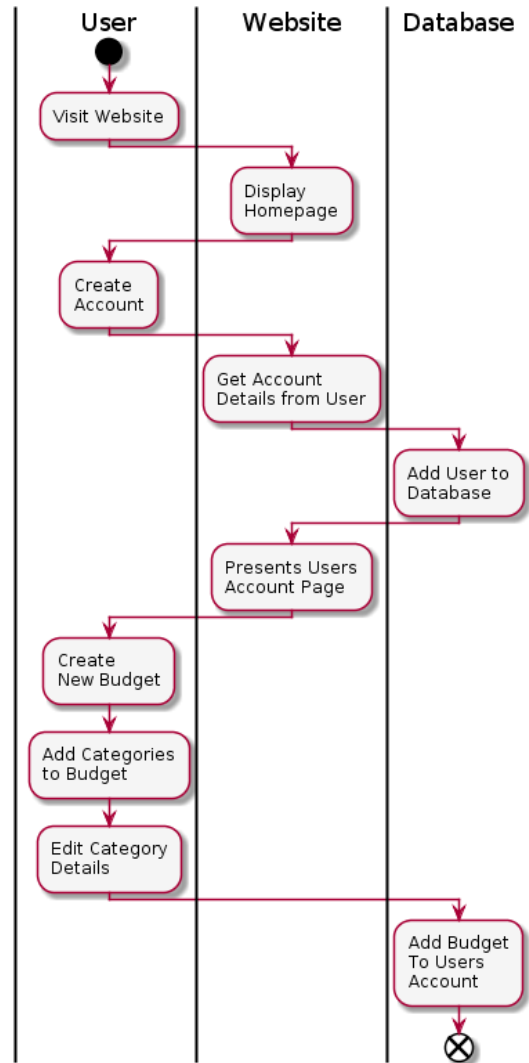 User
Website
Database
Visit Website
Display
Homepage
Create
Account
Get Account
Details from User
Add User to
Database
Presents Users
Account Page
Create
New Budget
Add Categories
to Budget
Edit Category
Details
Add Budget
To Users
Account